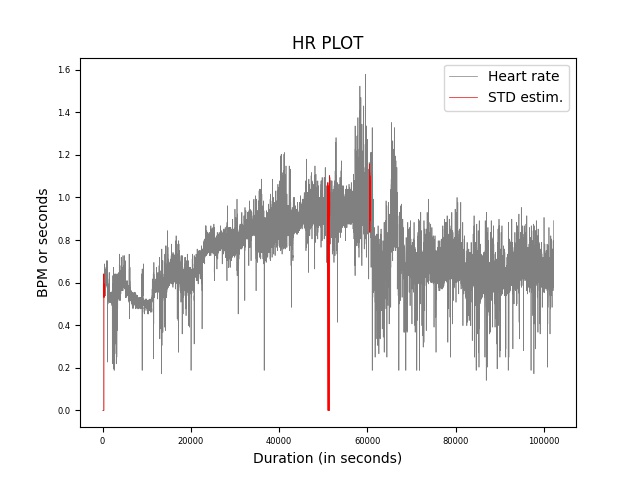 HR PLOT
Heart rate
STD estim.
BPM or seconds
1.6
1.4
1.2
1.0
0.8
0.6
0.4
0.2
0.0
0 20000 40000 60000 80000 100000
Duration (in seconds)